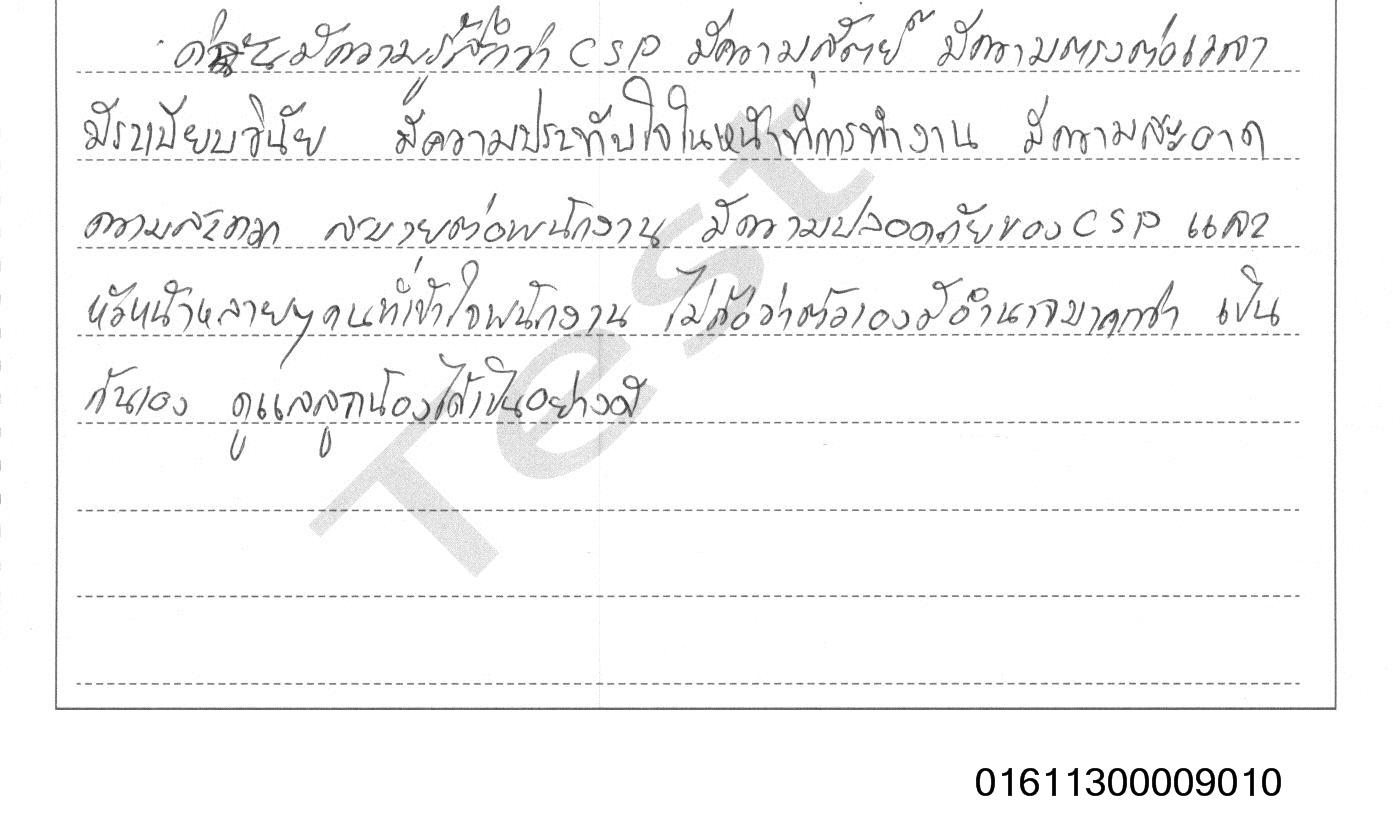 ดิฉันมีความรู้สึกว่า CSP มีความสุ้ตย์ มีความตรงต่อเวลา
มีระเบียบวินัย มีความประทับใจในหน้าที่การทำงาน มีความสะอาด
ความสะดวก สบายต่อพนักงาน มีความปลอดภัยของ CSP และ
หัวหน้าหลายๆคนที่เข้าใจพนักงาน ไม่ถือว่าตัวเองมีอำนาจมากกว่า เป็น
กันเอง ดูแลลูกน้องได้เป็นอย่างดี
Test
01611300009010